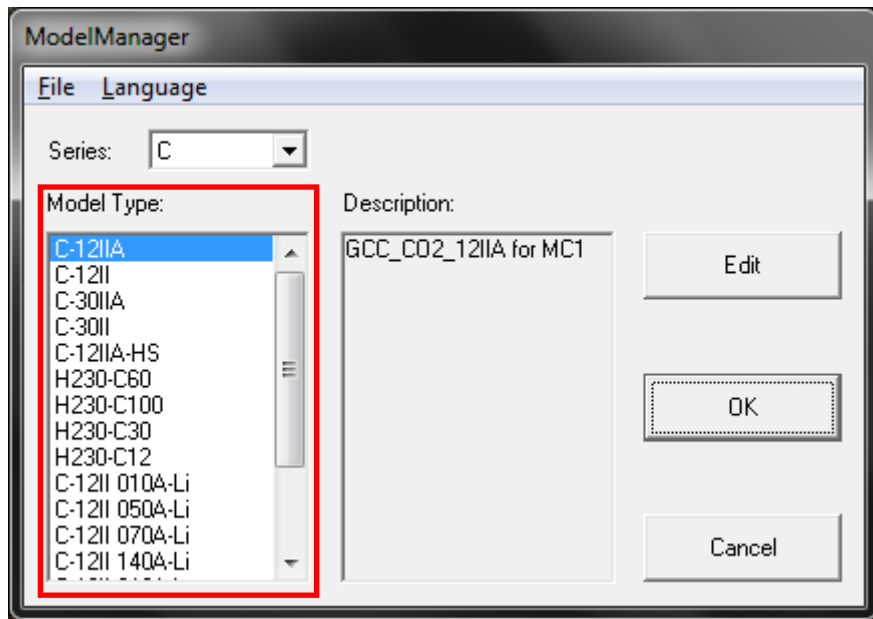 ModelManager
File Language
Series: C
Model Type:
C-12IIA
C-12II
C-30IIA
C-30II
C-12IIA-HS
H230-C60
H230-C100
H230-C30
H230-C12
C-12II 010A-Li
C-12II 050A-Li
C-12II 070A-Li
C-12II 140A-Li
Description:
GCC_CO2_12IIA for MC1
Edit
OK
Cancel